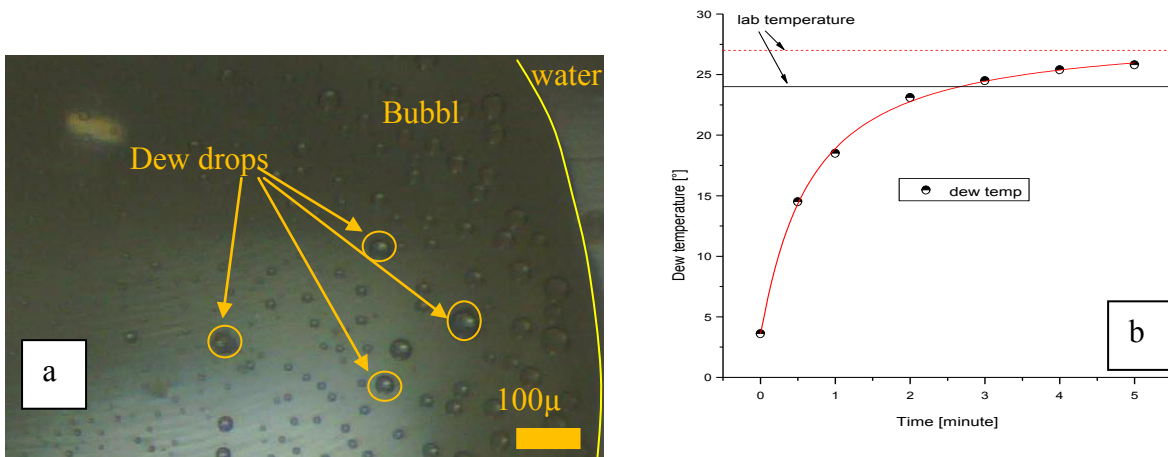 water
Bubbl
Dew drops
a
100µ
lab temperature
30
25
20
15
10
5
0
Dew temperature [°]
dew temp
b
0 1 2 3 4 5
Time [minute]